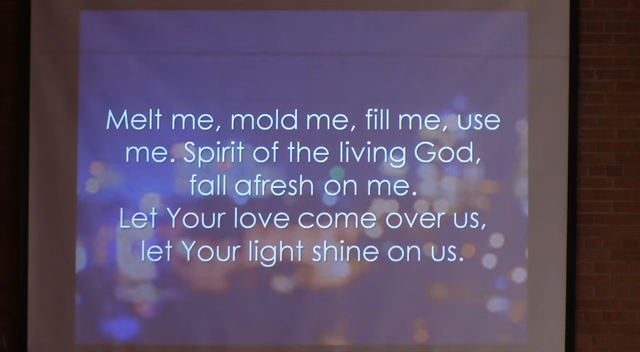 Melt me, mold me, fill me, use
me. Spirit of the living God,
fall afresh on me.
Let Your love come over us,
let Your light shine on us.